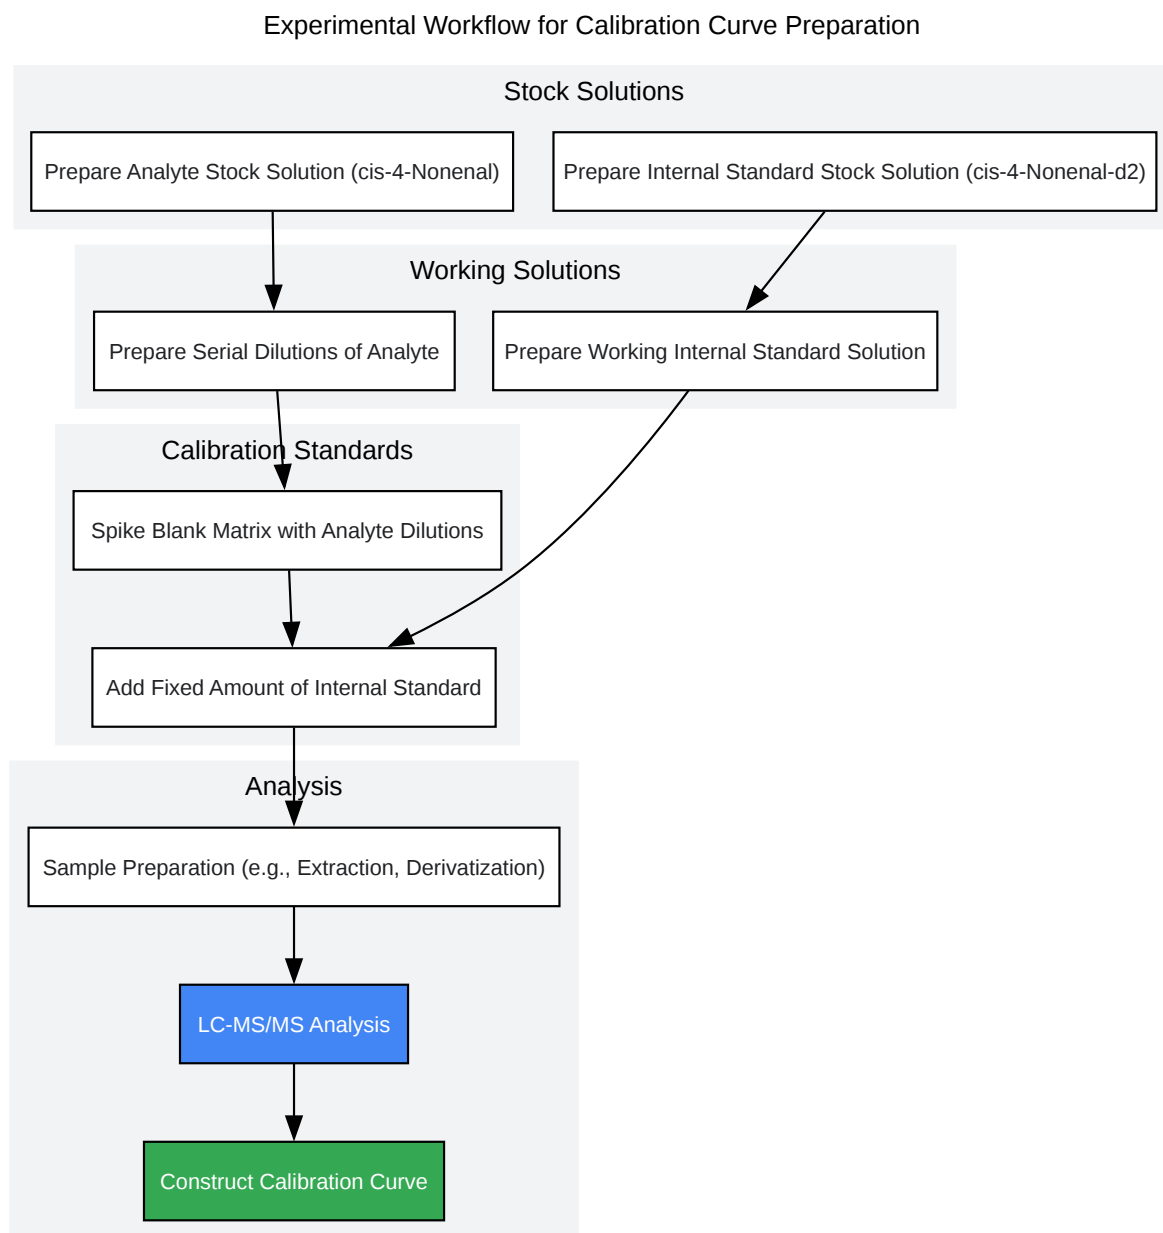 Experimental Workflow for Calibration Curve Preparation
Stock Solutions
Prepare Analyte Stock Solution (cis-4-Nonenal)
Prepare Internal Standard Stock Solution (cis-4-Nonenal-d2)
Working Solutions
Prepare Serial Dilutions of Analyte
Prepare Working Internal Standard Solution
Calibration Standards
Spike Blank Matrix with Analyte Dilutions
Add Fixed Amount of Internal Standard
Analysis
Sample Preparation (e.g., Extraction, Derivatization)
LC-MS/MS Analysis
Construct Calibration Curve